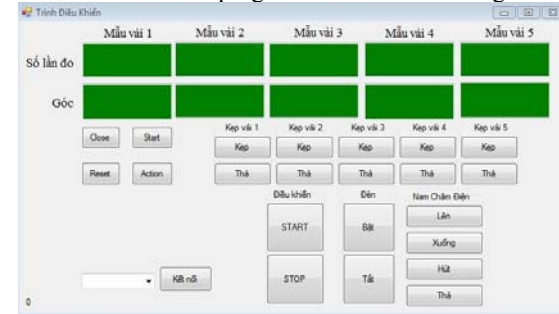 Trình Điều Khiển
Mẫu vải 1 Mẫu vải 2 Mẫu vải 3 Mẫu vải 4 Mẫu vải 5
Số lần đo
Góc
Kẹp vải 1 Kẹp vải 2 Kẹp vải 3 Kẹp vải 4 Kẹp vải 5
Close Start Kẹp Kẹp Kẹp Kẹp Kẹp
Reset Action Thả Thả Thả Thả Thả
Điều khiển Đèn Nam Châm Điện
START Bật Lên
Xuống
Kết nối STOP Tắt Hút
Thả
0